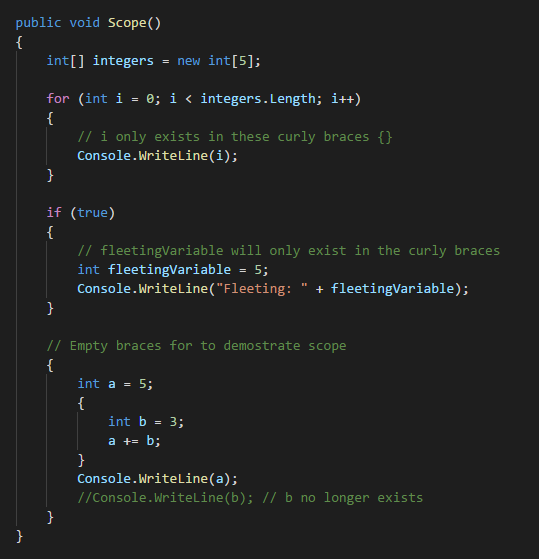 public void Scope()
{
    int[] integers = new int[5];

    for (int i = 0; i < integers.Length; i++)
    {
        // i only exists in these curly braces {}
        Console.WriteLine(i);
    }

    if (true)
    {
        // fleetingVariable will only exist in the curly braces
        int fleetingVariable = 5;
        Console.WriteLine("Fleeting: " + fleetingVariable);
    }

    // Empty braces for to demostrate scope
    {
        int a = 5;
        {
            int b = 3;
            a += b;
        }
        Console.WriteLine(a);
        //Console.WriteLine(b); // b no longer exists
    }
}